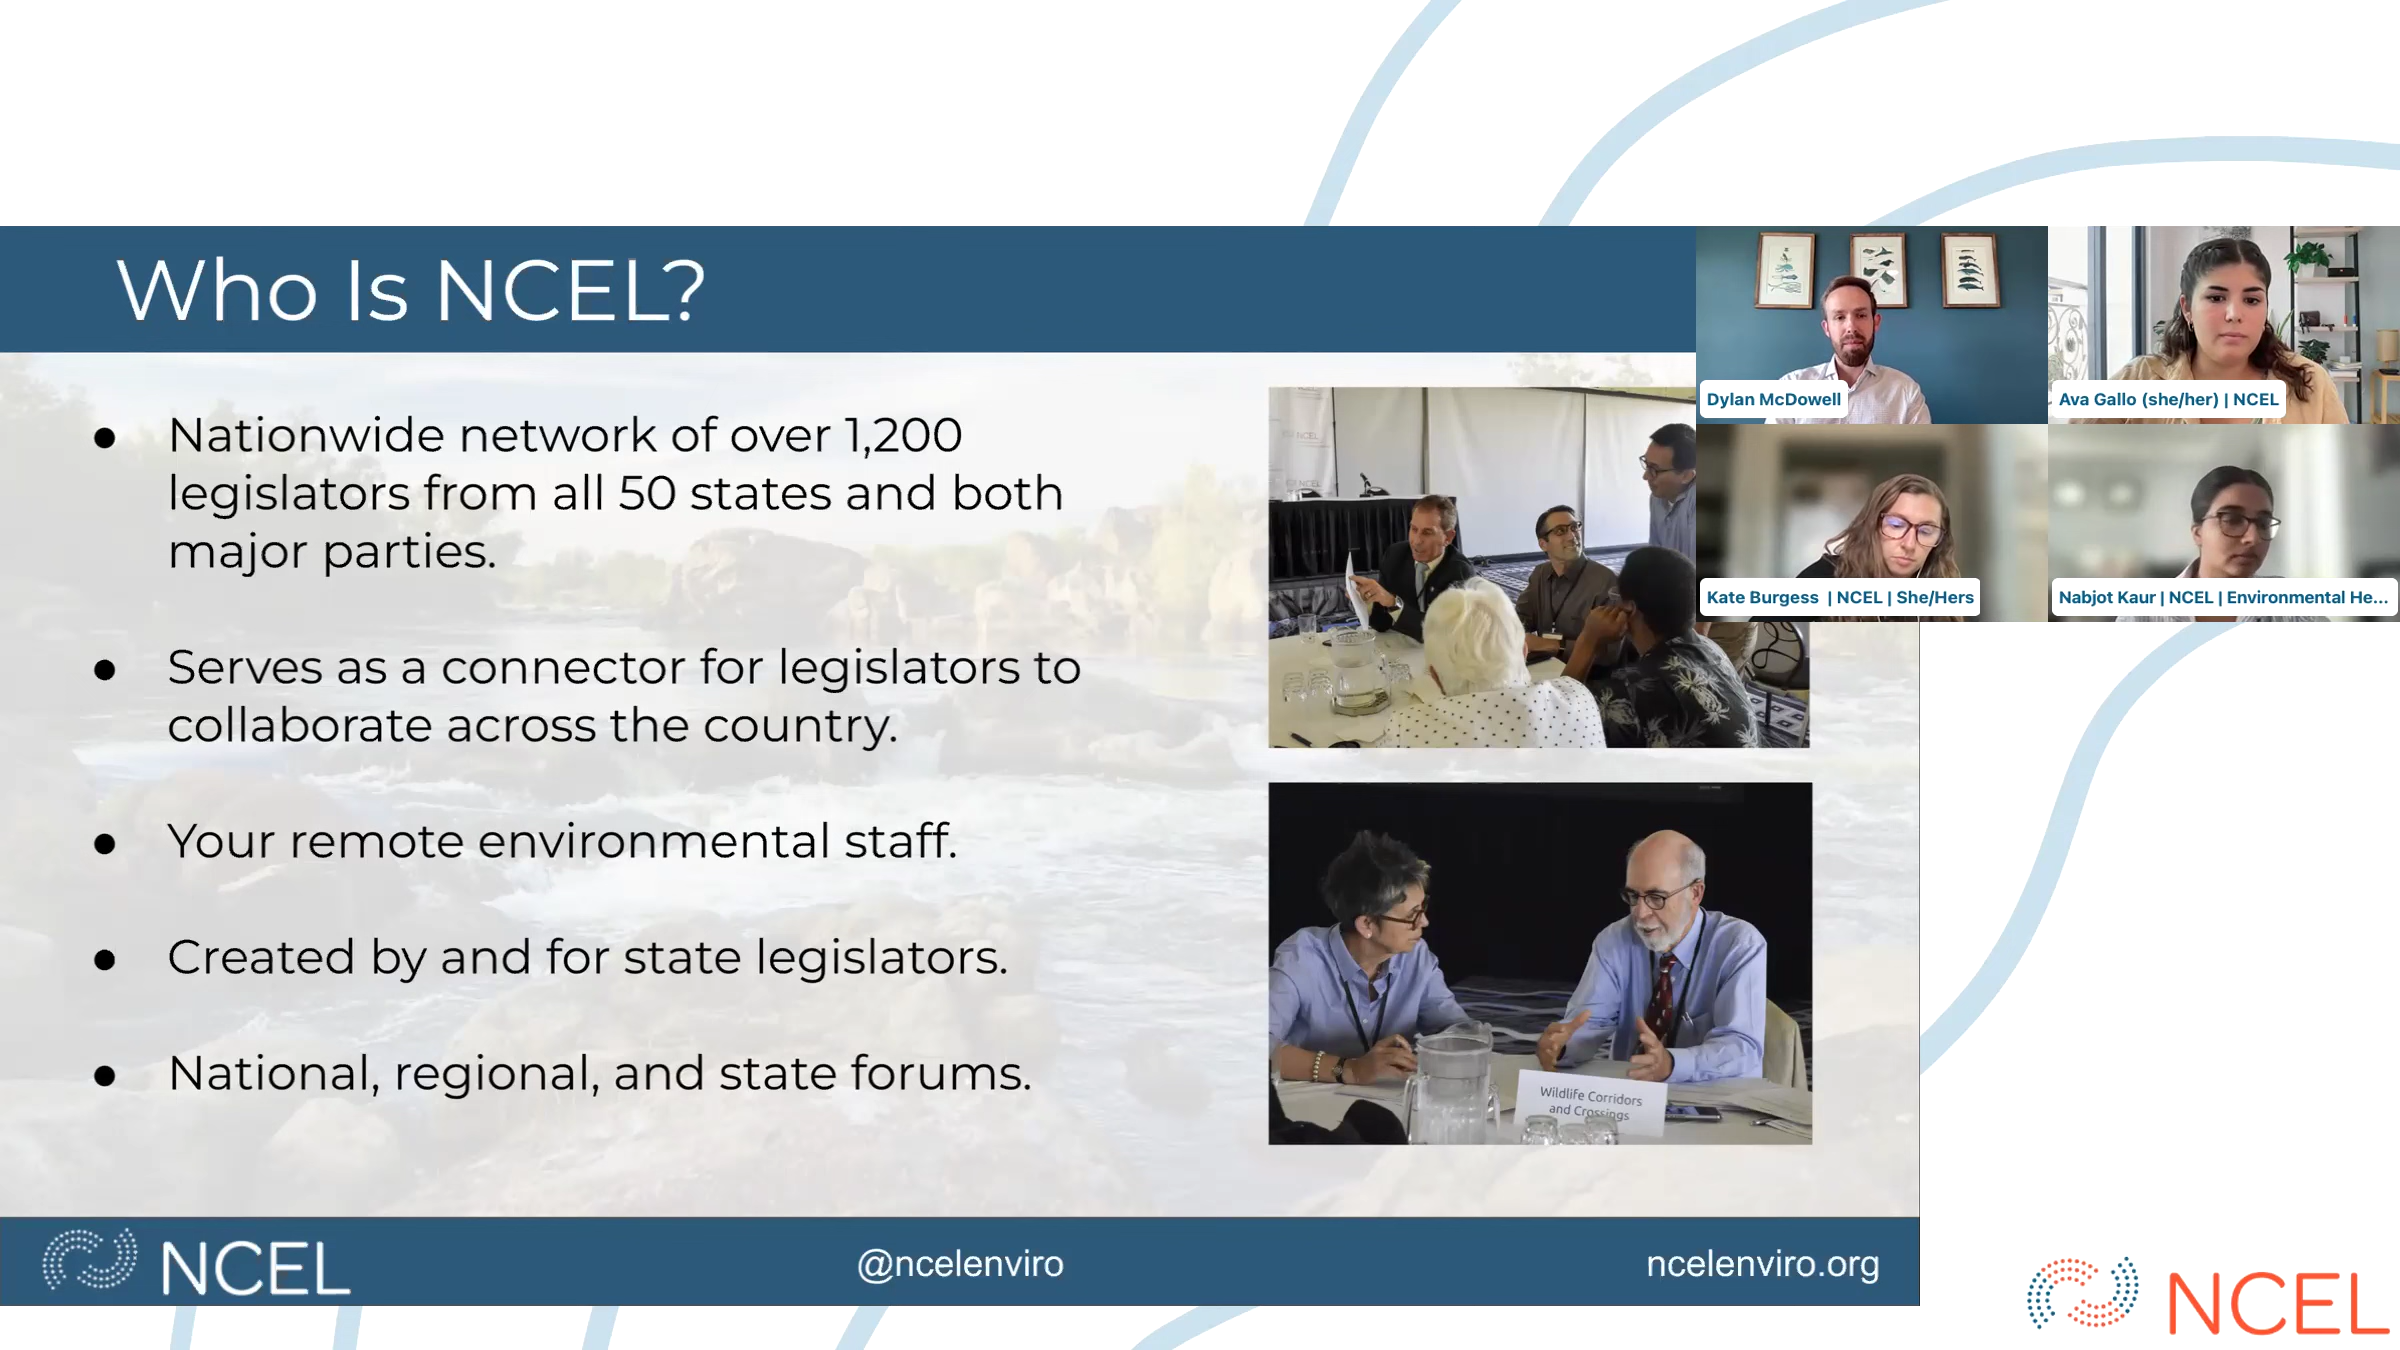 Who Is NCEL?
Dylan McDowell
Ava Gallo (she/her) | NCEL
Kate Burgess | NCEL | She/Hers
Nabjot Kaur | NCEL | Environmental He...
● Nationwide network of over 1,200
legislators from all 50 states and both
major parties.
● Serves as a connector for legislators to
collaborate across the country.
● Your remote environmental staff.
● Created by and for state legislators.
● National, regional, and state forums.
NCEL
Wildlife Corridors
and Crossings
NCEL
@ncelenviro
ncelenviro.org
NCEL